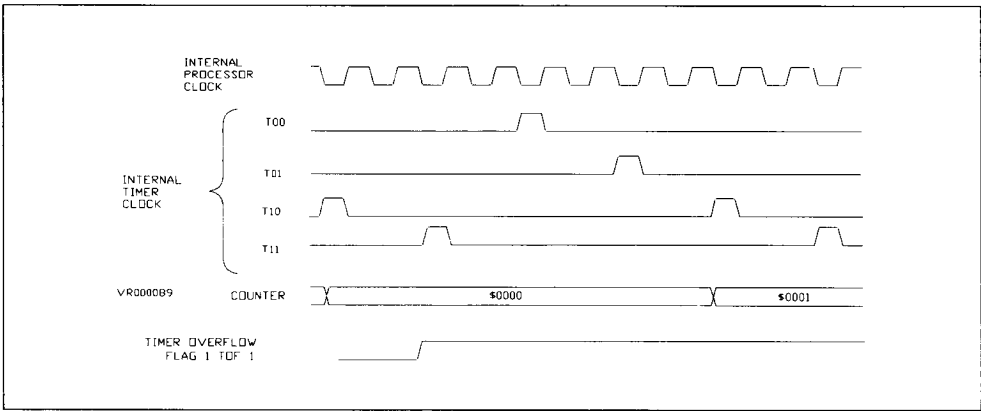 INTERNAL
PROCESSOR
CLOCK
T00
T01
INTERNAL
TIMER
CLOCK
T10
T11
VR000089 COUNTER $0000 $0001
TIMER OVERFLOW
FLAG 1 TOF 1